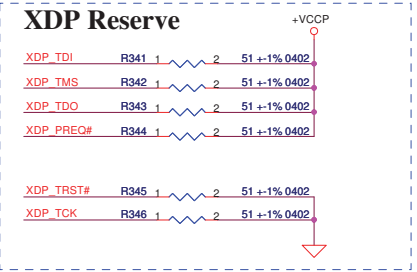 XDP Reserve
+VCCP
XDP_TDI R341 1 2 51 +-1% 0402
XDP_TMS R342 1 2 51 +-1% 0402
XDP_TDO R343 1 2 51 +-1% 0402
XDP_PREQ# R344 1 2 51 +-1% 0402
XDP_TRST# R345 1 2 51 +-1% 0402
XDP_TCK R346 1 2 51 +-1% 0402